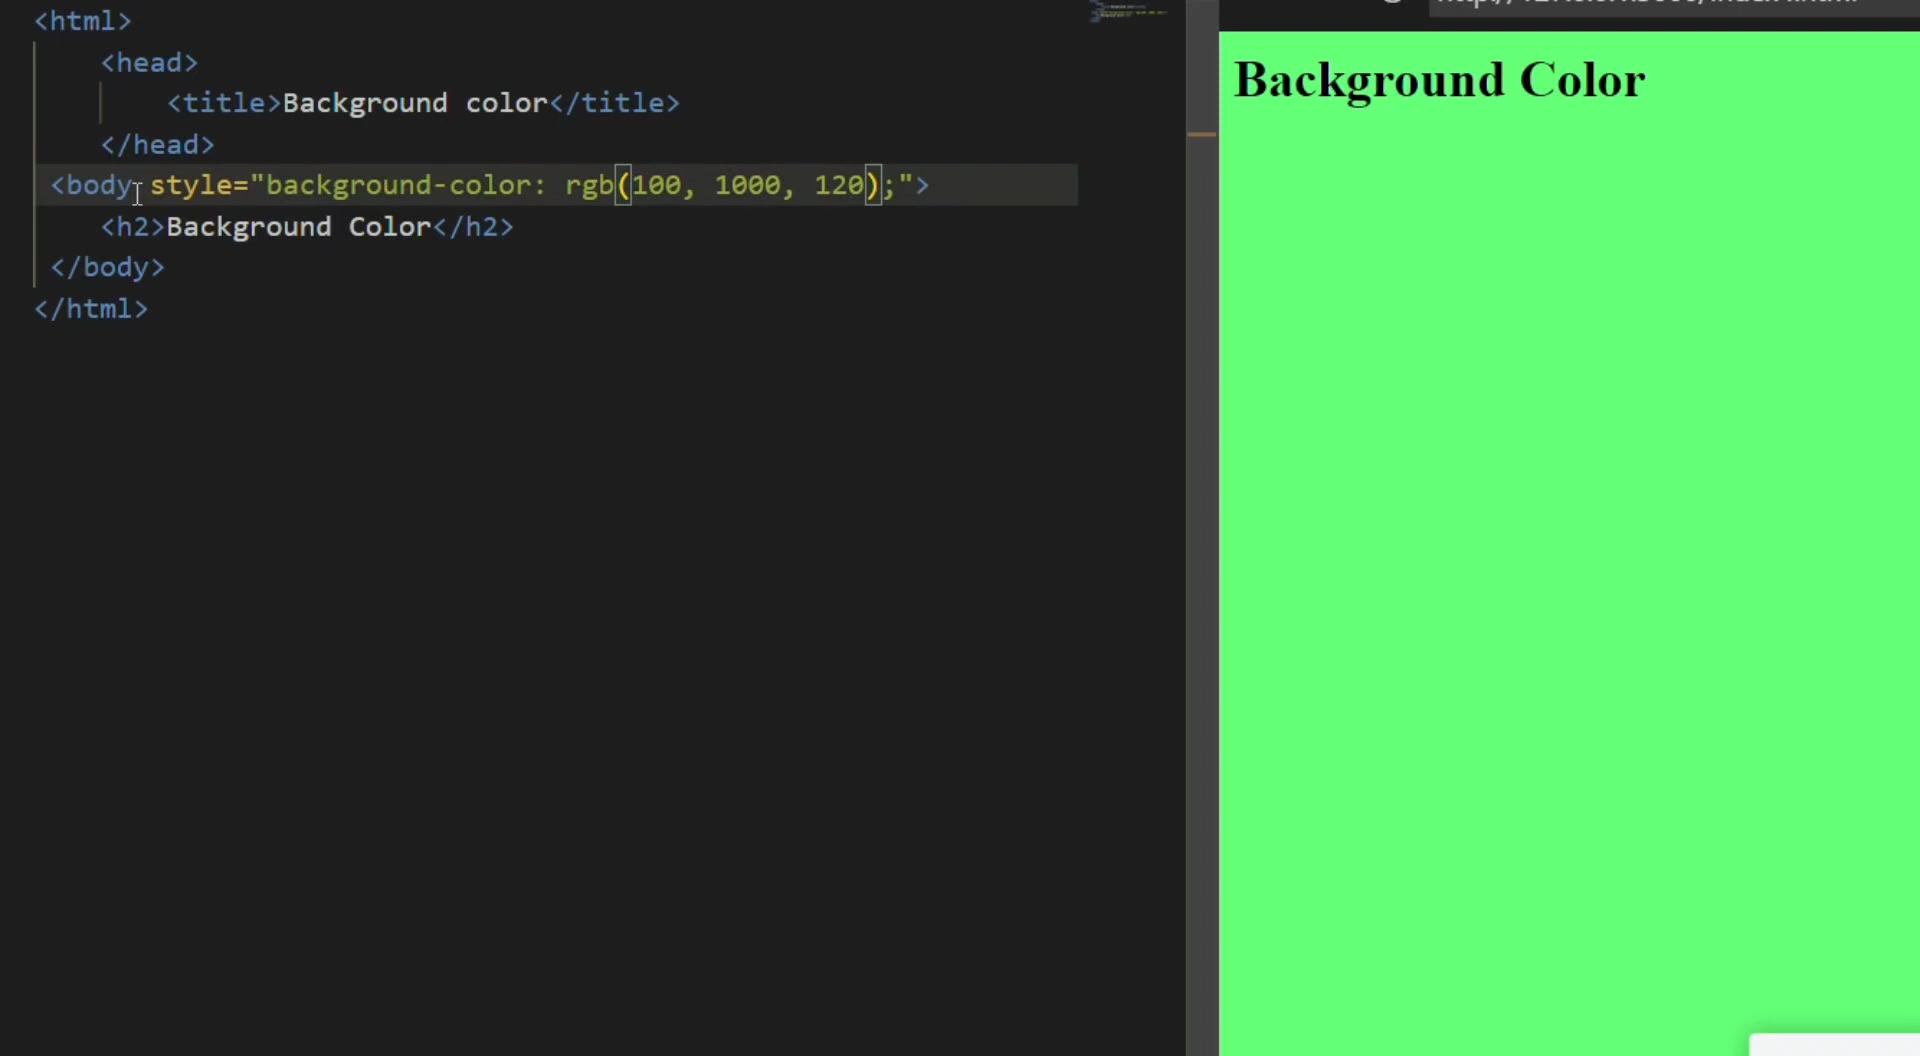 <html>
<head>
<title>Background color</title>
</head>
<body style="background-color: rgb(100, 1000, 120);">
<h2>Background Color</h2>
</body>
</html>
Background Color